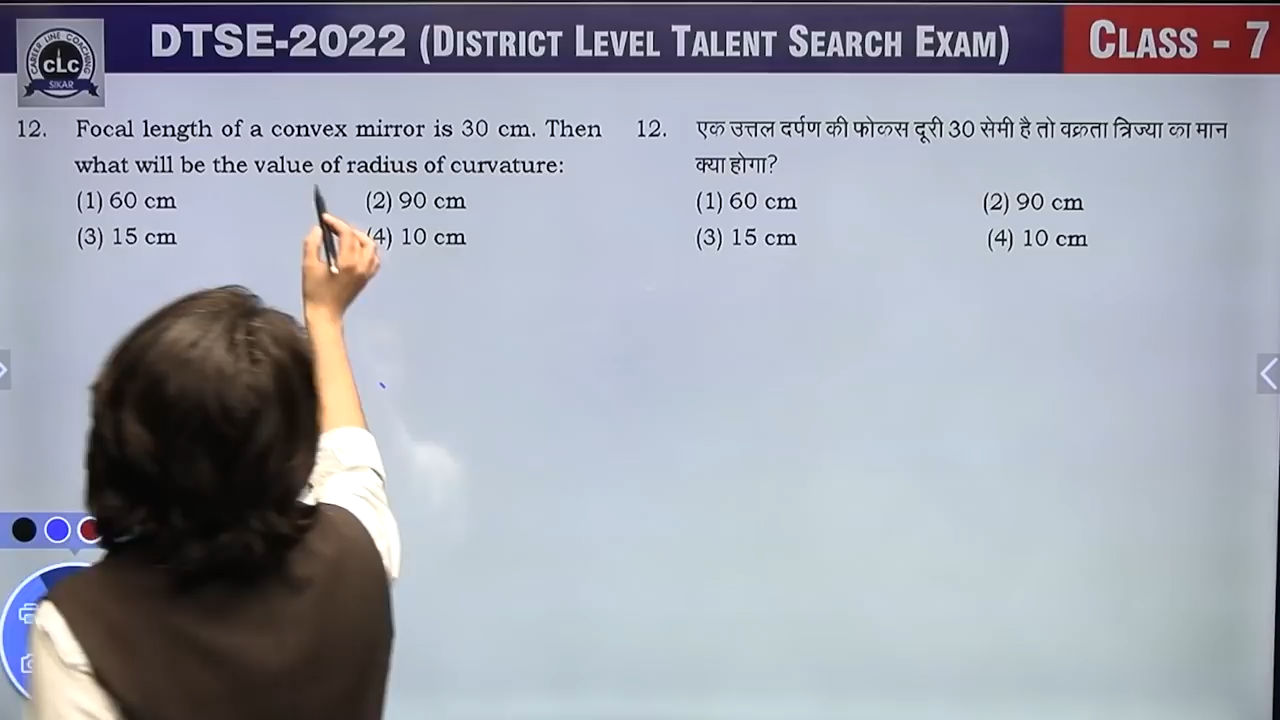 CAREER LINE COACHING
CLC
SIKAR
DTSE-2022 (DISTRICT LEVEL TALENT SEARCH EXAM)
CLASS - 7
12. Focal length of a convex mirror is 30 cm. Then
what will be the value of radius of curvature:
(1) 60 cm (2) 90 cm
(3) 15 cm (4) 10 cm
12. एक उत्तल दर्पण की फोकस दूरी 30 सेमी है तो वक्रता त्रिज्या का मान
क्या होगा?
(1) 60 cm (2) 90 cm
(3) 15 cm (4) 10 cm